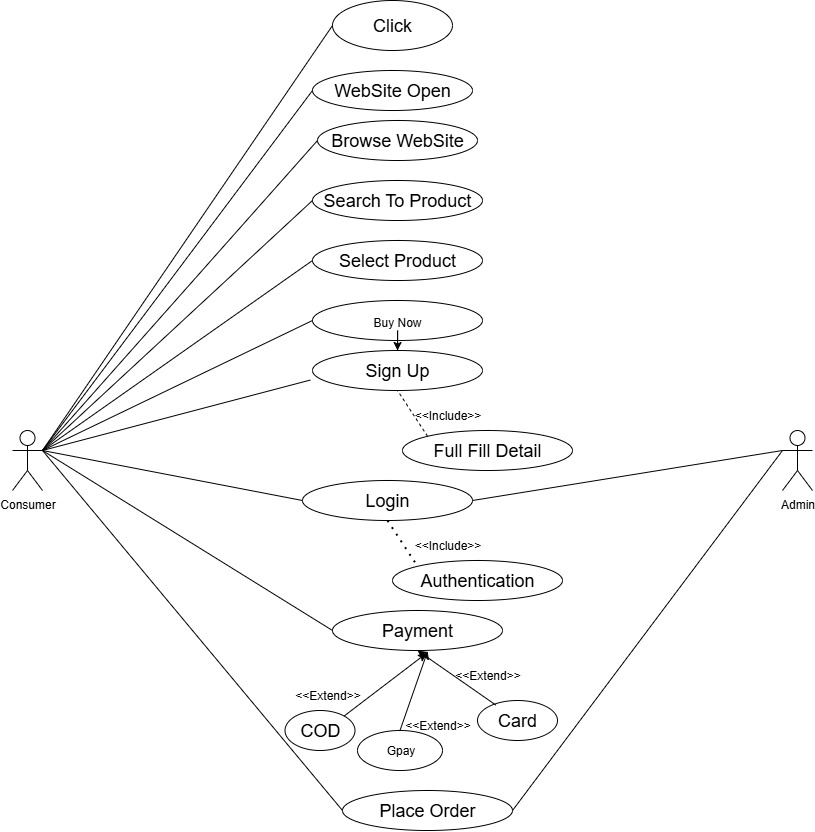 Click
WebSite Open
Browse WebSite
Search To Product
Select Product
Buy Now
Sign Up
<<Include>>
Full Fill Detail
Consumer
Admin
Login
<<Include>>
Authentication
Payment
<<Extend>>
<<Extend>>
<<Extend>>
COD
Gpay
Card
Place Order